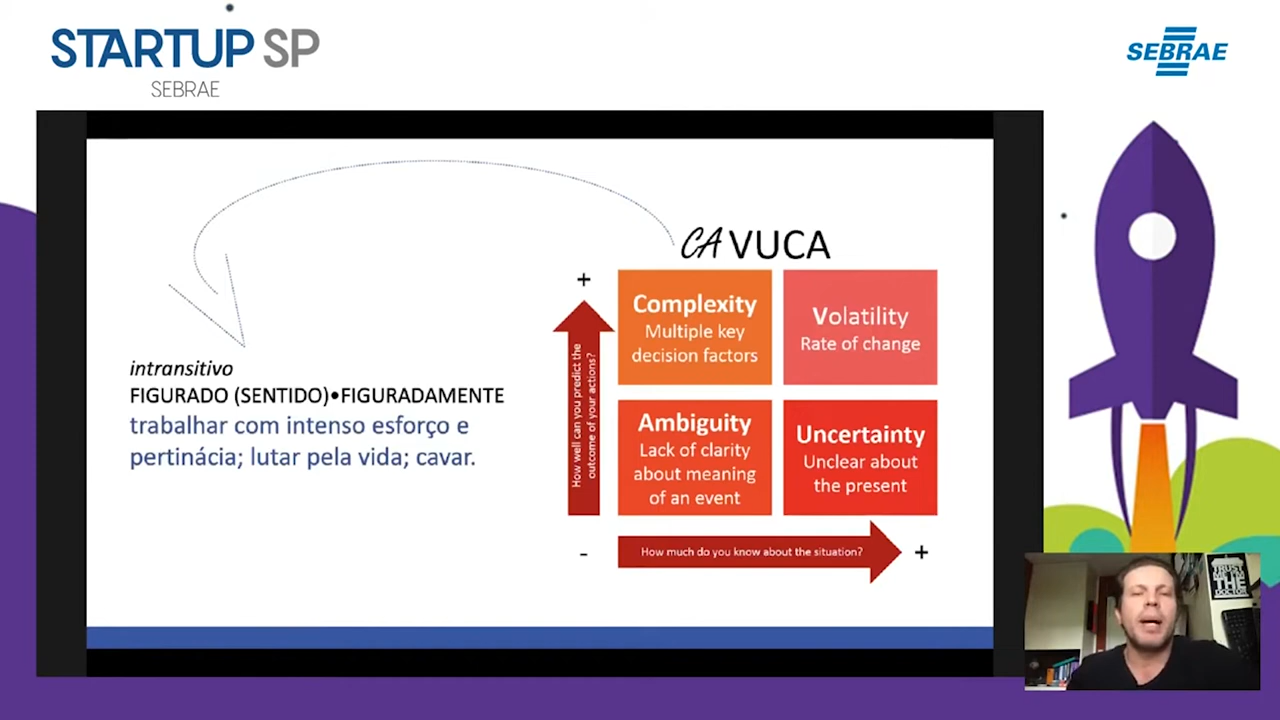 STARTUP SP
SEBRAE
SEBRAE
CA VUCA
+
Complexity
Multiple key
decision factors
Volatility
Rate of change
How well can you predict the
outcome of your actions?
intransitivo
FIGURADO (SENTIDO)•FIGURADAMENTE
trabalhar com intenso esforço e
pertinácia; lutar pela vida; cavar.
Ambiguity
Lack of clarity
about meaning
of an event
Uncertainty
Unclear about
the present
-
How much do you know about the situation?
+
TRUST
THE
DOCTOR